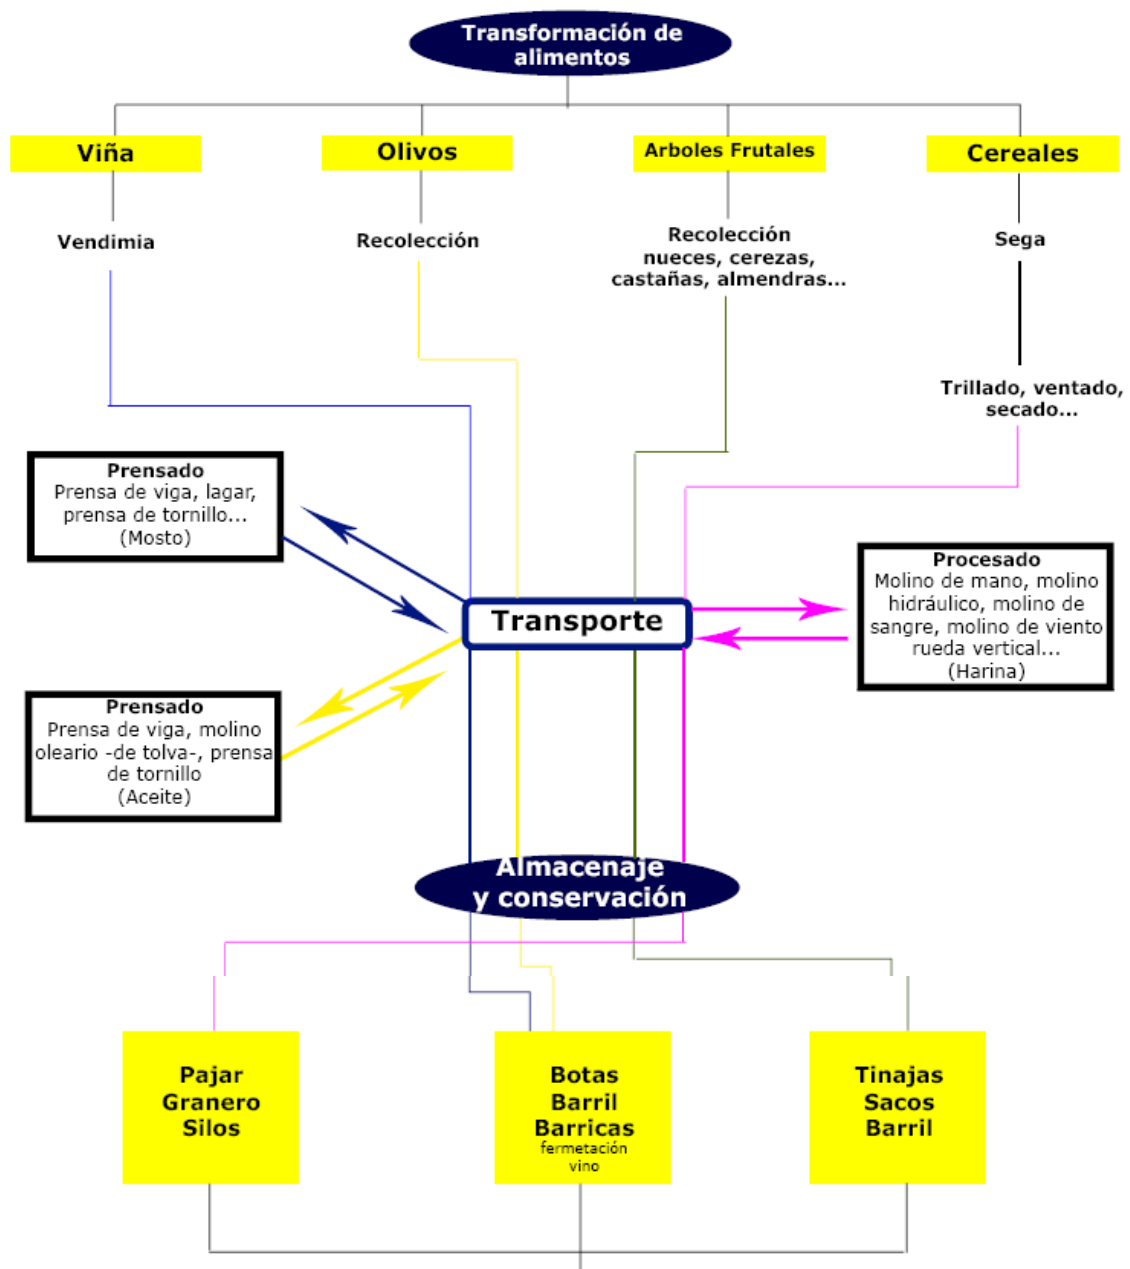 Transformación de
alimentos
Viña
Olivos
Arboles Frutales
Cereales
Vendimia
Recolección
Recolección
nueces, cerezas,
castañas, almendras...
Sega
Trillado, ventado,
secado...
Prensado
Prensa de viga, lagar,
prensa de tornillo...
(Mosto)
Procesado
Molino de mano, molino
hidráulico, molino de
sangre, molino de viento
rueda vertical...
(Harina)
Transporte
Prensado
Prensa de viga, molino
oleario -de tolva-, prensa
de tornillo
(Aceite)
Almacenaje
y conservación
Pajar
Granero
Silos
Botas
Barril
Barricas
fermetación
vino
Tinajas
Sacos
Barril